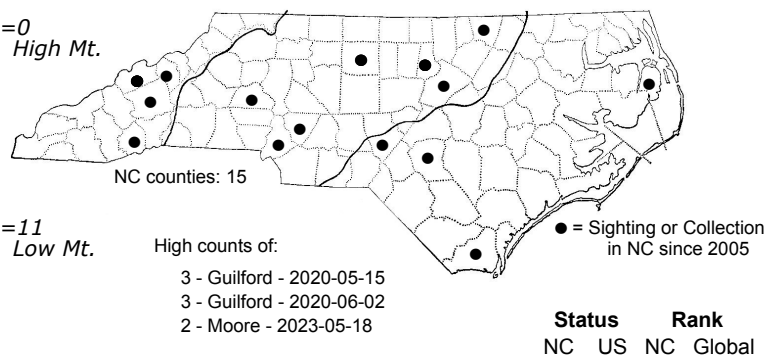 =0
High Mt.
NC counties: 15
=11
Low Mt.
High counts of:
3 - Guilford - 2020-05-15
3 - Guilford - 2020-06-02
2 - Moore - 2023-05-18
● = Sighting or Collection
in NC since 2005
Status Rank
NC US NC Global